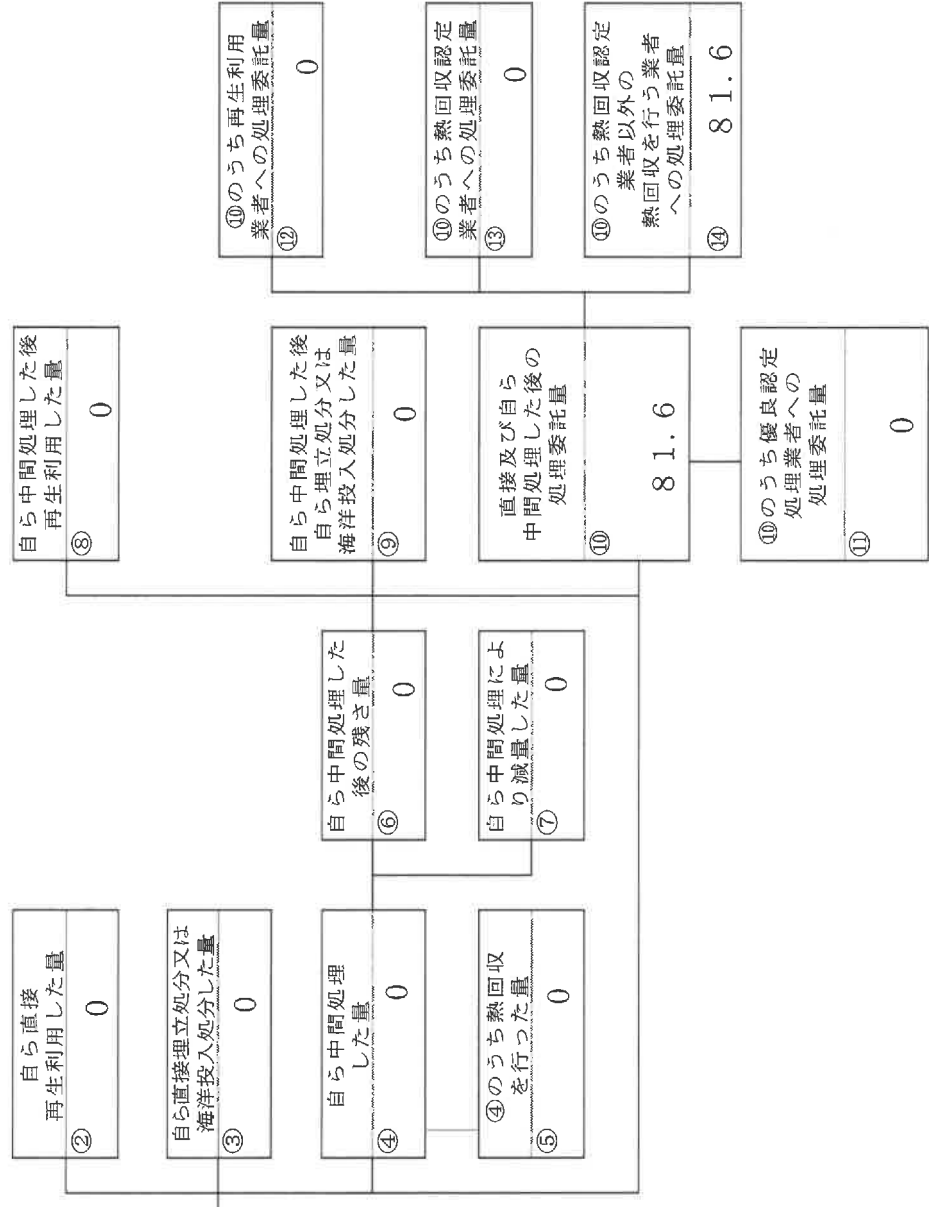 自ら直接
再生利用した量
②
0
自ら直接埋立処分又は
海洋投入処分した量
③
0
自ら中間処理
した量
④
0
④のうち熱回収
を行った量
⑤
0
自ら中間処理した
後の残さ量
⑥
0
自ら中間処理によ
り減量した量
⑦
0
自ら中間処理した後
再生利用した量
⑧
0
自ら中間処理した後
自ら埋立処分又は
海洋投入処分した量
⑨
0
直接及び自ら
中間処理した後の
処理委託量
⑩
81.6
⑩のうち優良認定
処理業者への
処理委託量
⑪
0
⑩のうち再生利用
業者への処理委託量
⑫
0
⑩のうち熱回収認定
業者への処理委託量
⑬
0
⑩のうち熱回収認定
業者以外の
熱回収を行う業者
への処理委託量
⑭
81.6